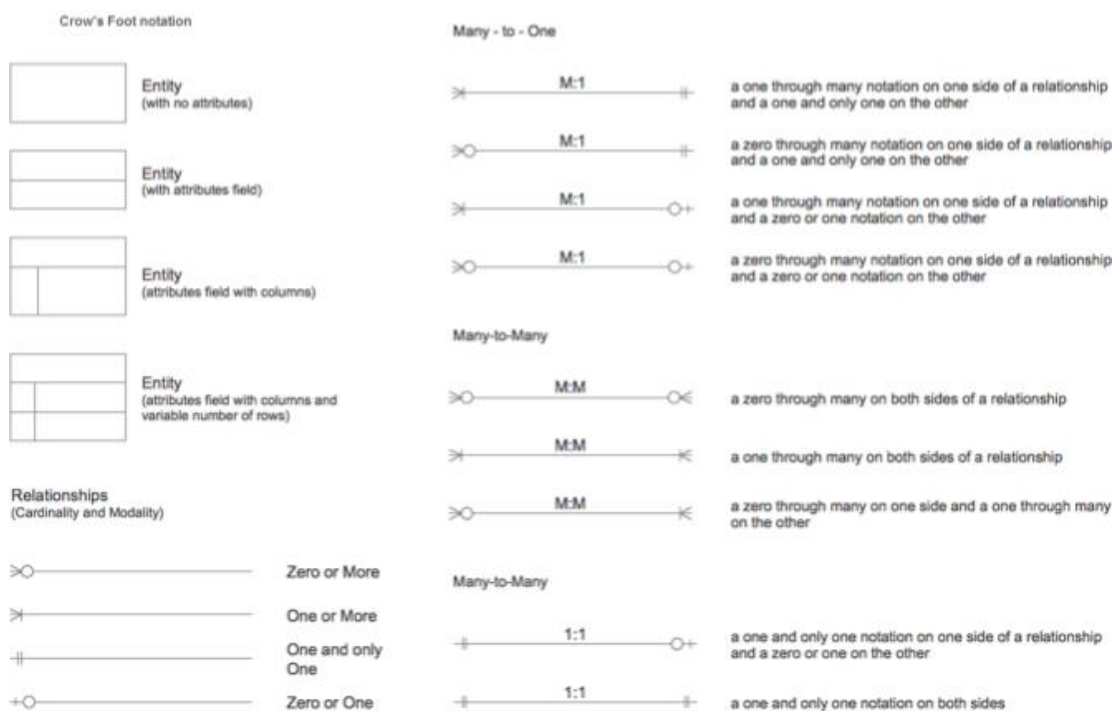 Crow's Foot notation
Entity
(with no attributes)
Entity
(with attributes field)
Entity
(attributes field with columns)
Entity
(attributes field with columns and
variable number of rows)
Relationships
(Cardinality and Modality)
Zero or More
One or More
One and only
One
Zero or One
Many - to - One
M:1
a one through many notation on one side of a relationship
and a one and only one on the other
M:1
a zero through many notation on one side of a relationship
and a one and only one on the other
M:1
a one through many notation on one side of a relationship
and a zero or one notation on the other
M:1
a zero through many notation on one side of a relationship
and a zero or one notation on the other
Many-to-Many
M:M
a zero through many on both sides of a relationship
M:M
a one through many on both sides of a relationship
M:M
a zero through many on one side and a one through many
on the other
Many-to-Many
1:1
a one and only one notation on one side of a relationship
and a zero or one on the other
1:1
a one and only one notation on both sides